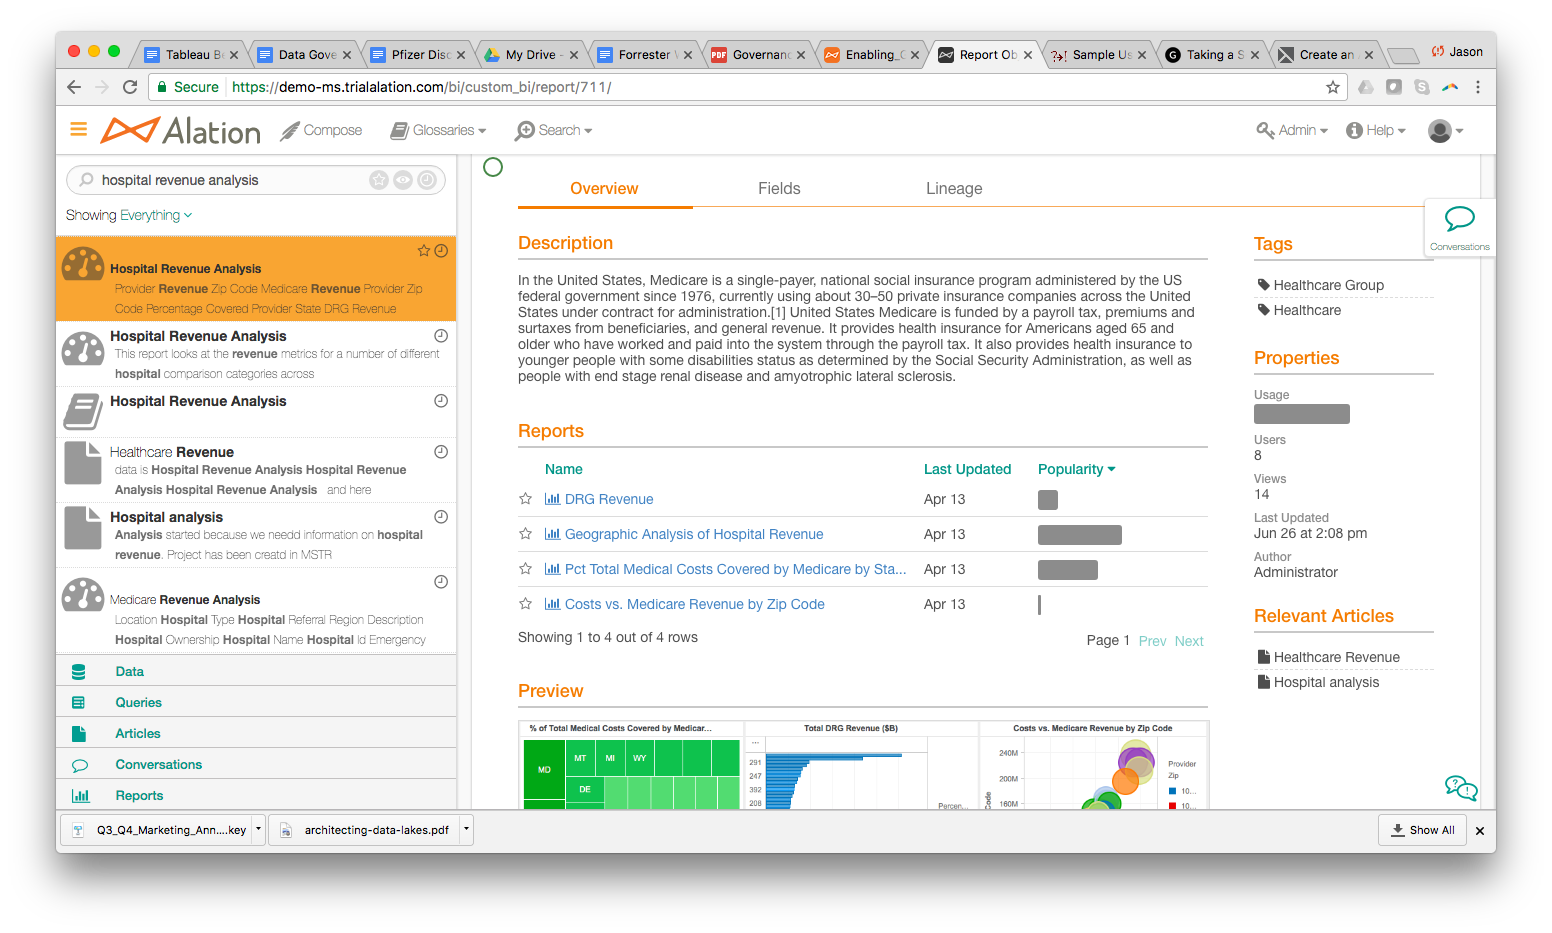 Tableau Be
Data Gove
Pfizer Disc
My Drive -
Forrester W
PDF
Governanc
Enabling_C
Report Ob
Sample Us
G
Taking a S
Create an
Jason
Secure
https://demo-ms.trialalation.com/bi/custom_bi/report/711/
Alation
Compose
Glossaries
Search
Admin
Help
hospital revenue analysis
Showing Everything
Hospital Revenue Analysis
Provider Revenue Zip Code Medicare Revenue Provider Zip
Code Percentage Covered Provider State DRG Revenue
Hospital Revenue Analysis
This report looks at the revenue metrics for a number of different
hospital comparison categories across
Hospital Revenue Analysis
Healthcare Revenue
data is Hospital Revenue Analysis Hospital Revenue
Analysis Hospital Revenue Analysis and here
Hospital analysis
Analysis started because we needd information on hospital
revenue. Project has been creatd in MSTR
Medicare Revenue Analysis
Location Hospital Type Hospital Referral Region Description
Hospital Ownership Hospital Name Hospital Id Emergency
Data
Queries
Articles
Conversations
Reports
Overview
Fields
Lineage
Description
In the United States, Medicare is a single-payer, national social insurance program administered by the US
federal government since 1976, currently using about 30–50 private insurance companies across the United
States under contract for administration.[1] United States Medicare is funded by a payroll tax, premiums and
surtaxes from beneficiaries, and general revenue. It provides health insurance for Americans aged 65 and
older who have worked and paid into the system through the payroll tax. It also provides health insurance to
younger people with some disabilities status as determined by the Social Security Administration, as well as
people with end stage renal disease and amyotrophic lateral sclerosis.
Reports
Name Last Updated Popularity
DRG Revenue Apr 13
Geographic Analysis of Hospital Revenue Apr 13
Pct Total Medical Costs Covered by Medicare by Sta... Apr 13
Costs vs. Medicare Revenue by Zip Code Apr 13
Showing 1 to 4 out of 4 rows
Page 1 Prev Next
Preview
% of Total Medical Costs Covered by Medicar...
MD
MT
MI
WY
DE
Total DRG Revenue ($B)
...
291
247
392
208
Percen...
Costs vs. Medicare Revenue by Zip Code
240M
200M
160M
Code
Provider
Zip
10...
10...
Conversations
Tags
Healthcare Group
Healthcare
Properties
Usage
Users
8
Views
14
Last Updated
Jun 26 at 2:08 pm
Author
Administrator
Relevant Articles
Healthcare Revenue
Hospital analysis
Q3_Q4_Marketing_Ann....key
architecting-data-lakes.pdf
Show All